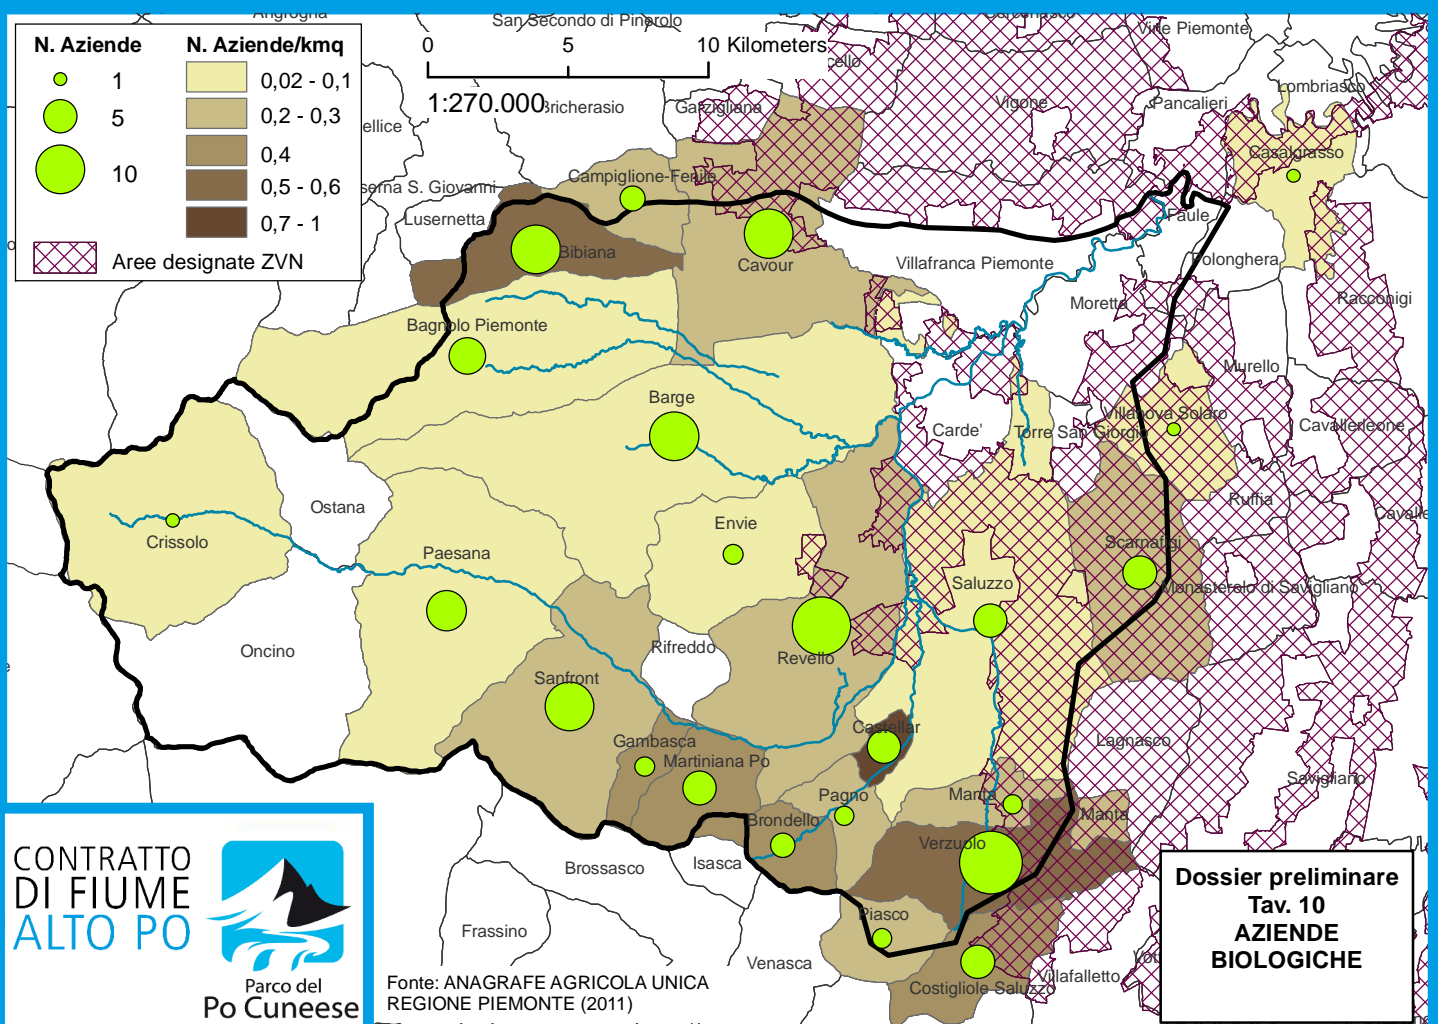 Angrogna
San Secondo di Pinerolo
Cercenasco
Virle Piemonte
N. Aziende
1
5
10
N. Aziende/kmq
0,02 - 0,1
0,2 - 0,3
0,4
0,5 - 0,6
0,7 - 1
Aree designate ZVN
0 5 10 Kilometers
1:270.000
Bricherasio
Garzigliana
Vigone
Pancalieri
Lombriasco
Casalgrasso
Campiglione-Fenile
Lusernetta
Bibiana
Cavour
Villafranca Piemonte
Faule
Polonghera
Moretta
Racconigi
Bagnolo Piemonte
Murello
Barge
Carde'
Torre San Giorgio
Villanova Solaro
Cavallerleone
Ostana
Envie
Ruffia
Crissolo
Paesana
Scarnafigi
Saluzzo
Monasterolo di Savigliano
Oncino
Rifreddo
Revello
Sanfront
Castellar
Gambasca
Martiniana Po
Lagnasco
Savigliano
Pagno
Manta
Manta
Brondello
Verzuolo
Brossasco
Isasca
Piasco
Frassino
Venasca
Costigliole Saluzzo
Villafalletto
CONTRATTO
DI FIUME
ALTO PO
Parco del
Po Cuneese
Fonte: ANAGRAFE AGRICOLA UNICA
REGIONE PIEMONTE (2011)
Dossier preliminare
Tav. 10
AZIENDE
BIOLOGICHE